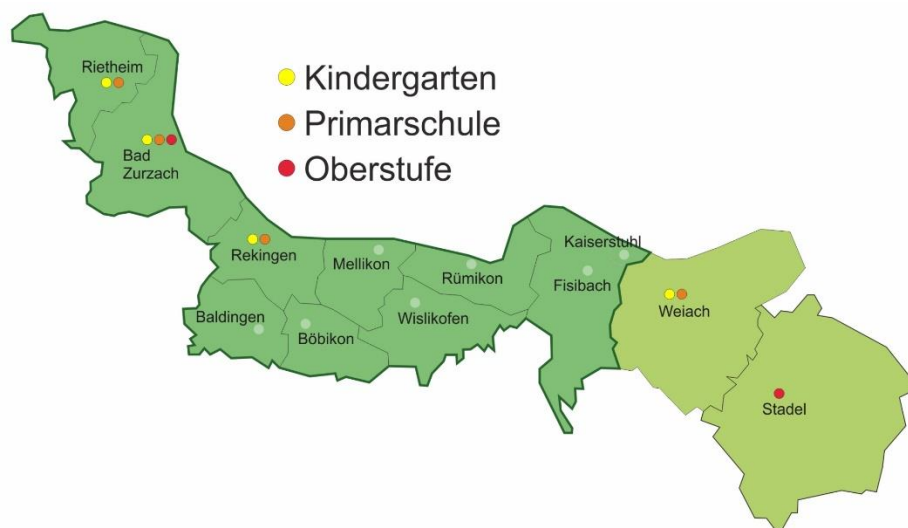 Rietheim
Kindergarten
Primarschule
Oberstufe
Bad
Zurzach
Rekingen
Mellikon
Rümikon
Kaiserstuhl
Fisibach
Weiach
Baldingen
Böbikon
Wislikofen
Stadel